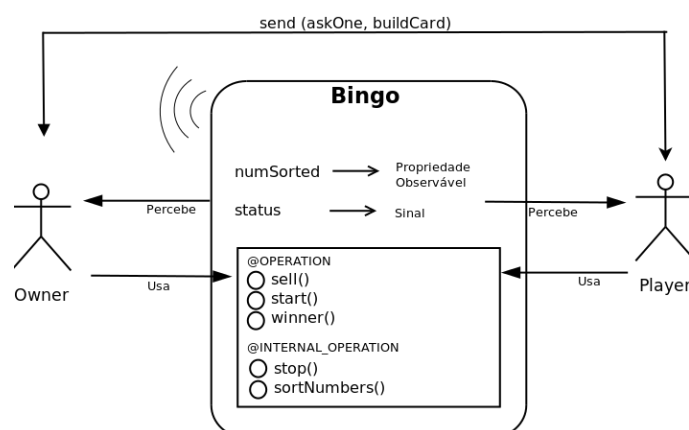 send (askOne, buildCard)
Bingo
numSorted
Propriedade
Observável
status
Sinal
Percebe
Percebe
@OPERATION
sell()
start()
winner()
@INTERNAL_OPERATION
stop()
sortNumbers()
Usa
Usa
Owner
Player